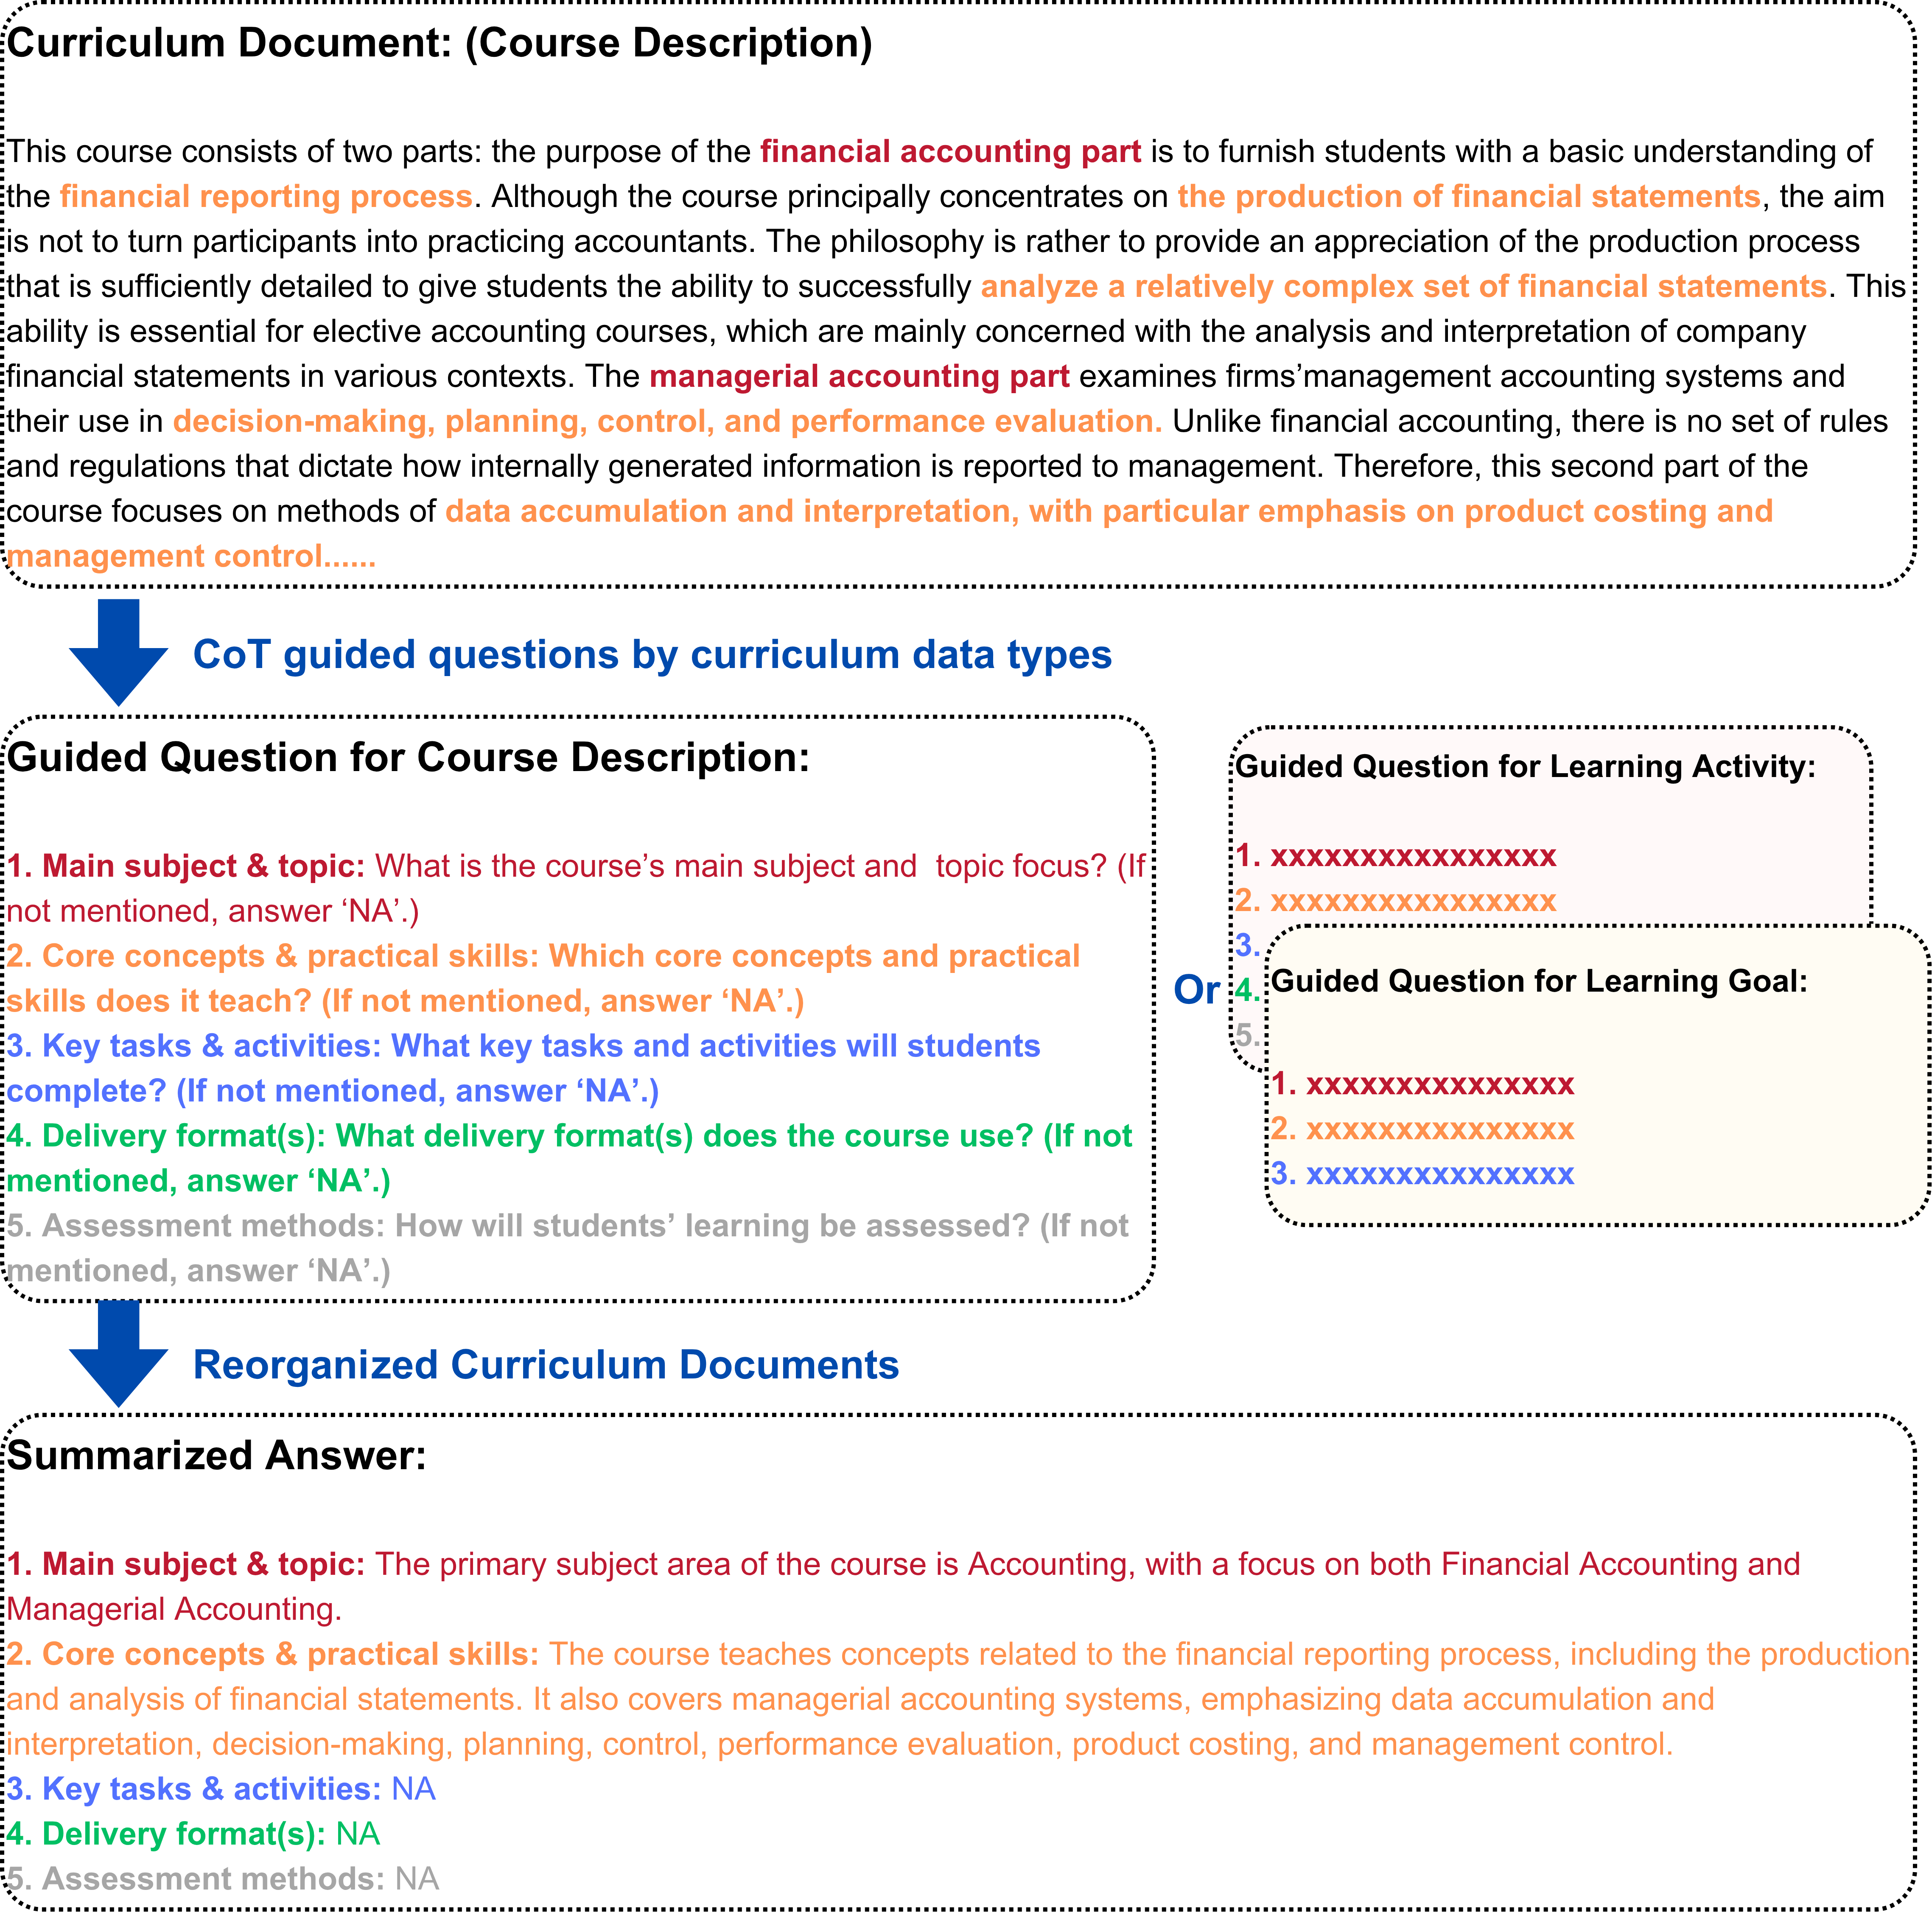 Curriculum Document: (Course Description)
This course consists of two parts: the purpose of the financial accounting part is to furnish students with a basic understanding of
the financial reporting process. Although the course principally concentrates on the production of financial statements, the aim
is not to turn participants into practicing accountants. The philosophy is rather to provide an appreciation of the production process
that is sufficiently detailed to give students the ability to successfully analyze a relatively complex set of financial statements. This
ability is essential for elective accounting courses, which are mainly concerned with the analysis and interpretation of company
financial statements in various contexts. The managerial accounting part examines firms’management accounting systems and
their use in decision-making, planning, control, and performance evaluation. Unlike financial accounting, there is no set of rules
and regulations that dictate how internally generated information is reported to management. Therefore, this second part of the
course focuses on methods of data accumulation and interpretation, with particular emphasis on product costing and
management control......
CoT guided questions by curriculum data types
Guided Question for Course Description:
1. Main subject & topic: What is the course’s main subject and  topic focus? (If
not mentioned, answer ‘NA’.)
2. Core concepts & practical skills: Which core concepts and practical
skills does it teach? (If not mentioned, answer ‘NA’.)
3. Key tasks & activities: What key tasks and activities will students
complete? (If not mentioned, answer ‘NA’.)
4. Delivery format(s): What delivery format(s) does the course use? (If not
mentioned, answer ‘NA’.)
5. Assessment methods: How will students’ learning be assessed? (If not
mentioned, answer ‘NA’.)
Or
Guided Question for Learning Activity:
1. xxxxxxxxxxxxxxxx
2. xxxxxxxxxxxxxxxx
3.
4.
5.
Guided Question for Learning Goal:
1. xxxxxxxxxxxxxxx
2. xxxxxxxxxxxxxxx
3. xxxxxxxxxxxxxxx
Reorganized Curriculum Documents
Summarized Answer:
1. Main subject & topic: The primary subject area of the course is Accounting, with a focus on both Financial Accounting and
Managerial Accounting.
2. Core concepts & practical skills: The course teaches concepts related to the financial reporting process, including the production
and analysis of financial statements. It also covers managerial accounting systems, emphasizing data accumulation and
interpretation, decision-making, planning, control, performance evaluation, product costing, and management control.
3. Key tasks & activities: NA
4. Delivery format(s): NA
5. Assessment methods: NA